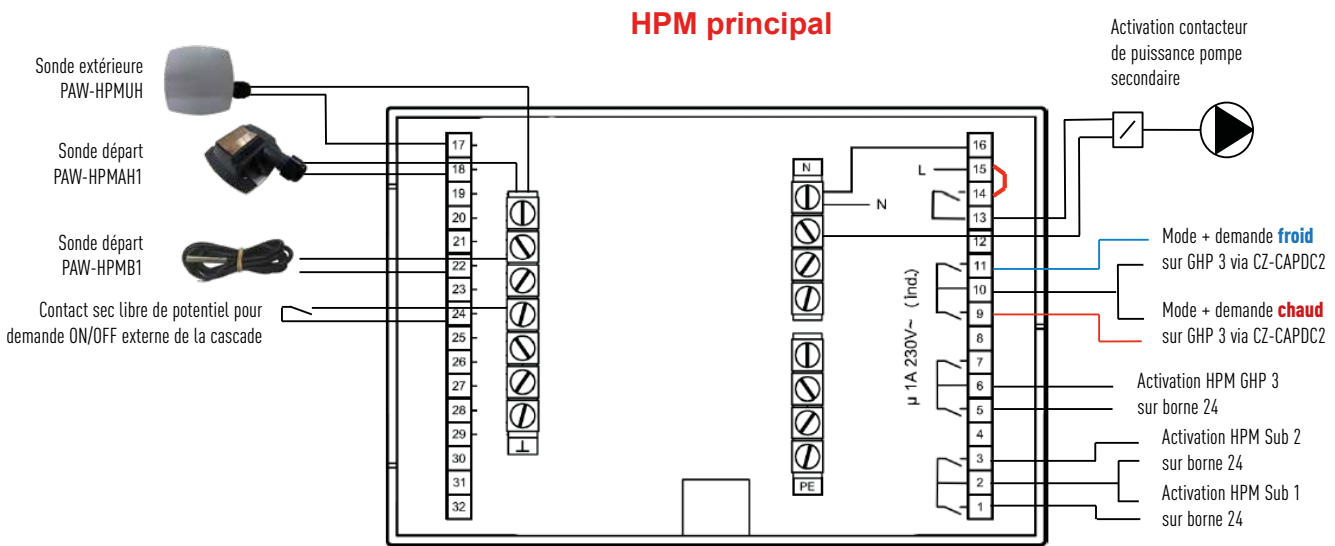 HPM principal
Activation contacteur
de puissance pompe
secondaire
Sonde extérieure
PAW-HPMUH
Sonde départ
PAW-HPMAH1
Sonde départ
PAW-HPMB1
Contact sec libre de potentiel pour
demande ON/OFF externe de la cascade
17
18
19
20
21
22
23
24
25
26
27
28
29
30
31
32
⊥
N
L
N
PE
µ 1A 230V~ (ind.)
16
15
14
13
12
11
10
9
8
7
6
5
4
3
2
1
Mode + demande froid
sur GHP 3 via CZ-CAPDC2
Mode + demande chaud
sur GHP 3 via CZ-CAPDC2
Activation HPM GHP 3
sur borne 24
Activation HPM Sub 2
sur borne 24
Activation HPM Sub 1
sur borne 24